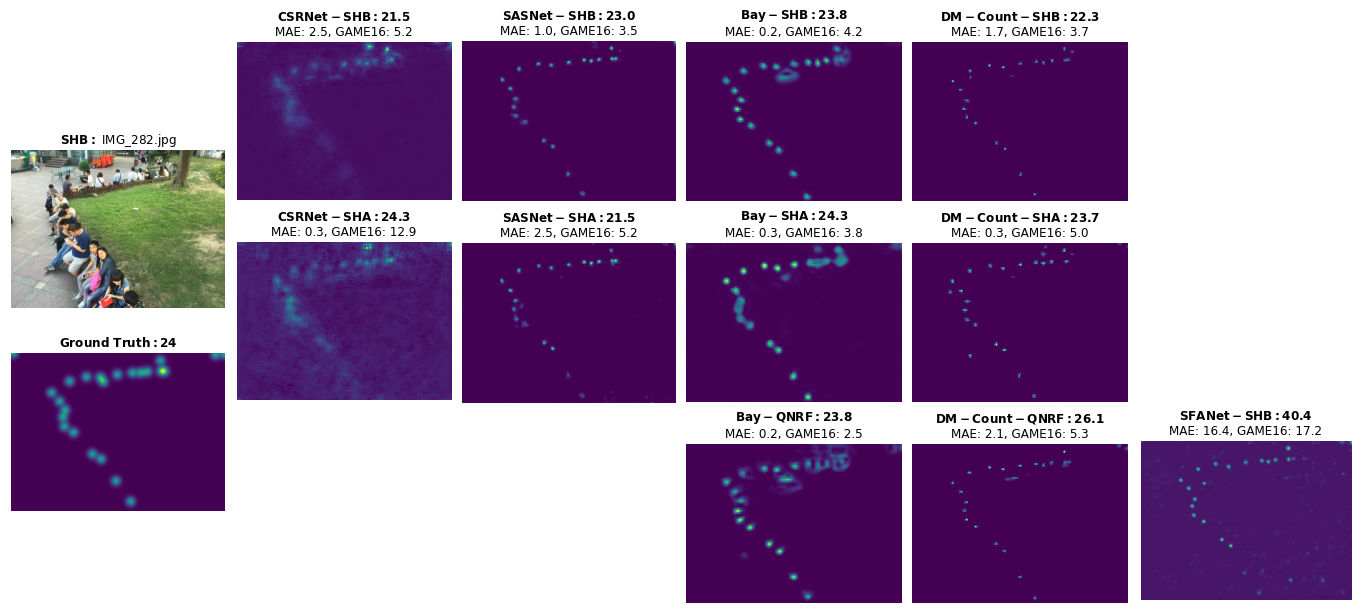 CSRNet−SHB: 21.5
MAE: 2.5, GAME16: 5.2
SASNet−SHB: 23.0
MAE: 1.0, GAME16: 3.5
Bay−SHB: 23.8
MAE: 0.2, GAME16: 4.2
DM−Count−SHB: 22.3
MAE: 1.7, GAME16: 3.7
SHB: IMG_282.jpg
CSRNet−SHA: 24.3
MAE: 0.3, GAME16: 12.9
SASNet−SHA: 21.5
MAE: 2.5, GAME16: 5.2
Bay−SHA: 24.3
MAE: 0.3, GAME16: 3.8
DM−Count−SHA: 23.7
MAE: 0.3, GAME16: 5.0
Ground Truth: 24
Bay−QNRF: 23.8
MAE: 0.2, GAME16: 2.5
DM−Count−QNRF: 26.1
MAE: 2.1, GAME16: 5.3
SFANet−SHB: 40.4
MAE: 16.4, GAME16: 17.2